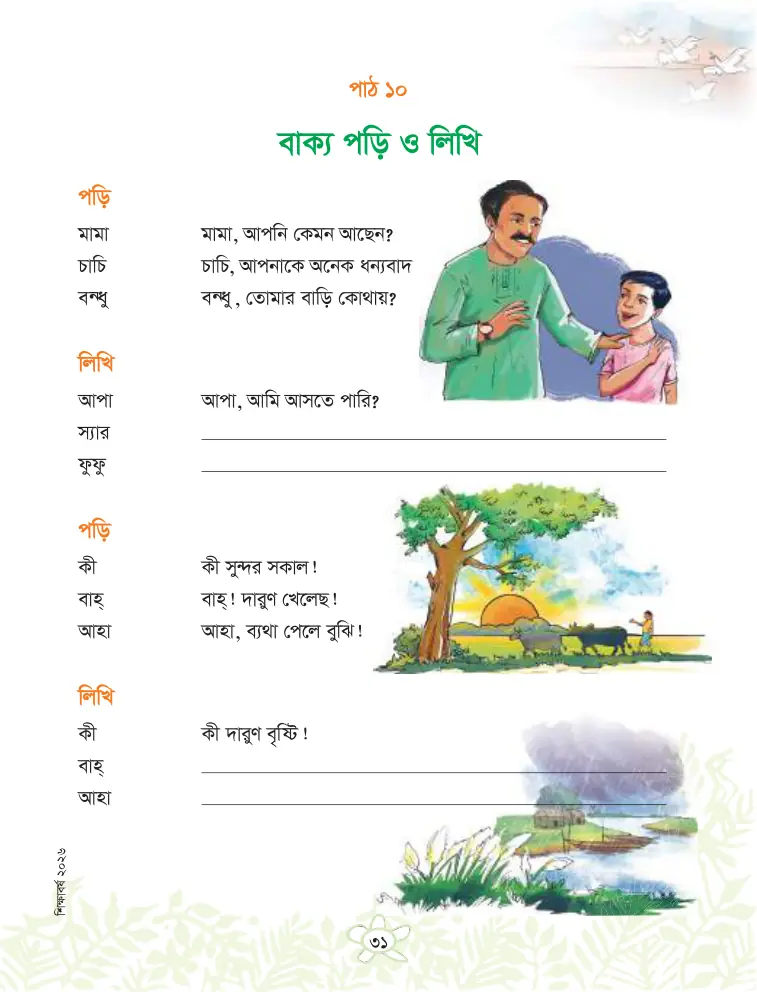 পাঠ ১০
বাক্য পড়ি ও লিখি
পড়ি
মামা মামা, আপনি কেমন আছেন?
চাচি চাচি, আপনাকে অনেক ধন্যবাদ
বন্ধু বন্ধু, তোমার বাড়ি কোথায়?
লিখি
আপা আপা, আমি আসতে পারি?
স্যার
ফুফু
পড়ি
কী কী সুন্দর সকাল!
বাহ্ বাহ্! দারুণ খেলেছ!
আহা আহা, ব্যথা পেলে বুঝি!
লিখি
কী কী দারুণ বৃষ্টি!
বাহ্
আহা
শিক্ষাবর্ষ ২০২৬
৩১